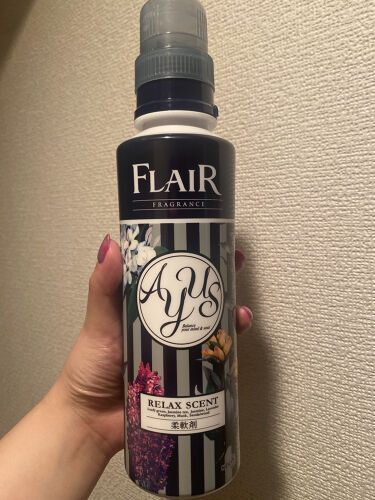 FLAIR
FRAGRANCE
AYUS
Balance
your mind & soul
RELAX SCENT
Leafy green, Jasmine tea, Jasmine, Lavender
Raspberry, Musk, Sandalwood
柔軟剤